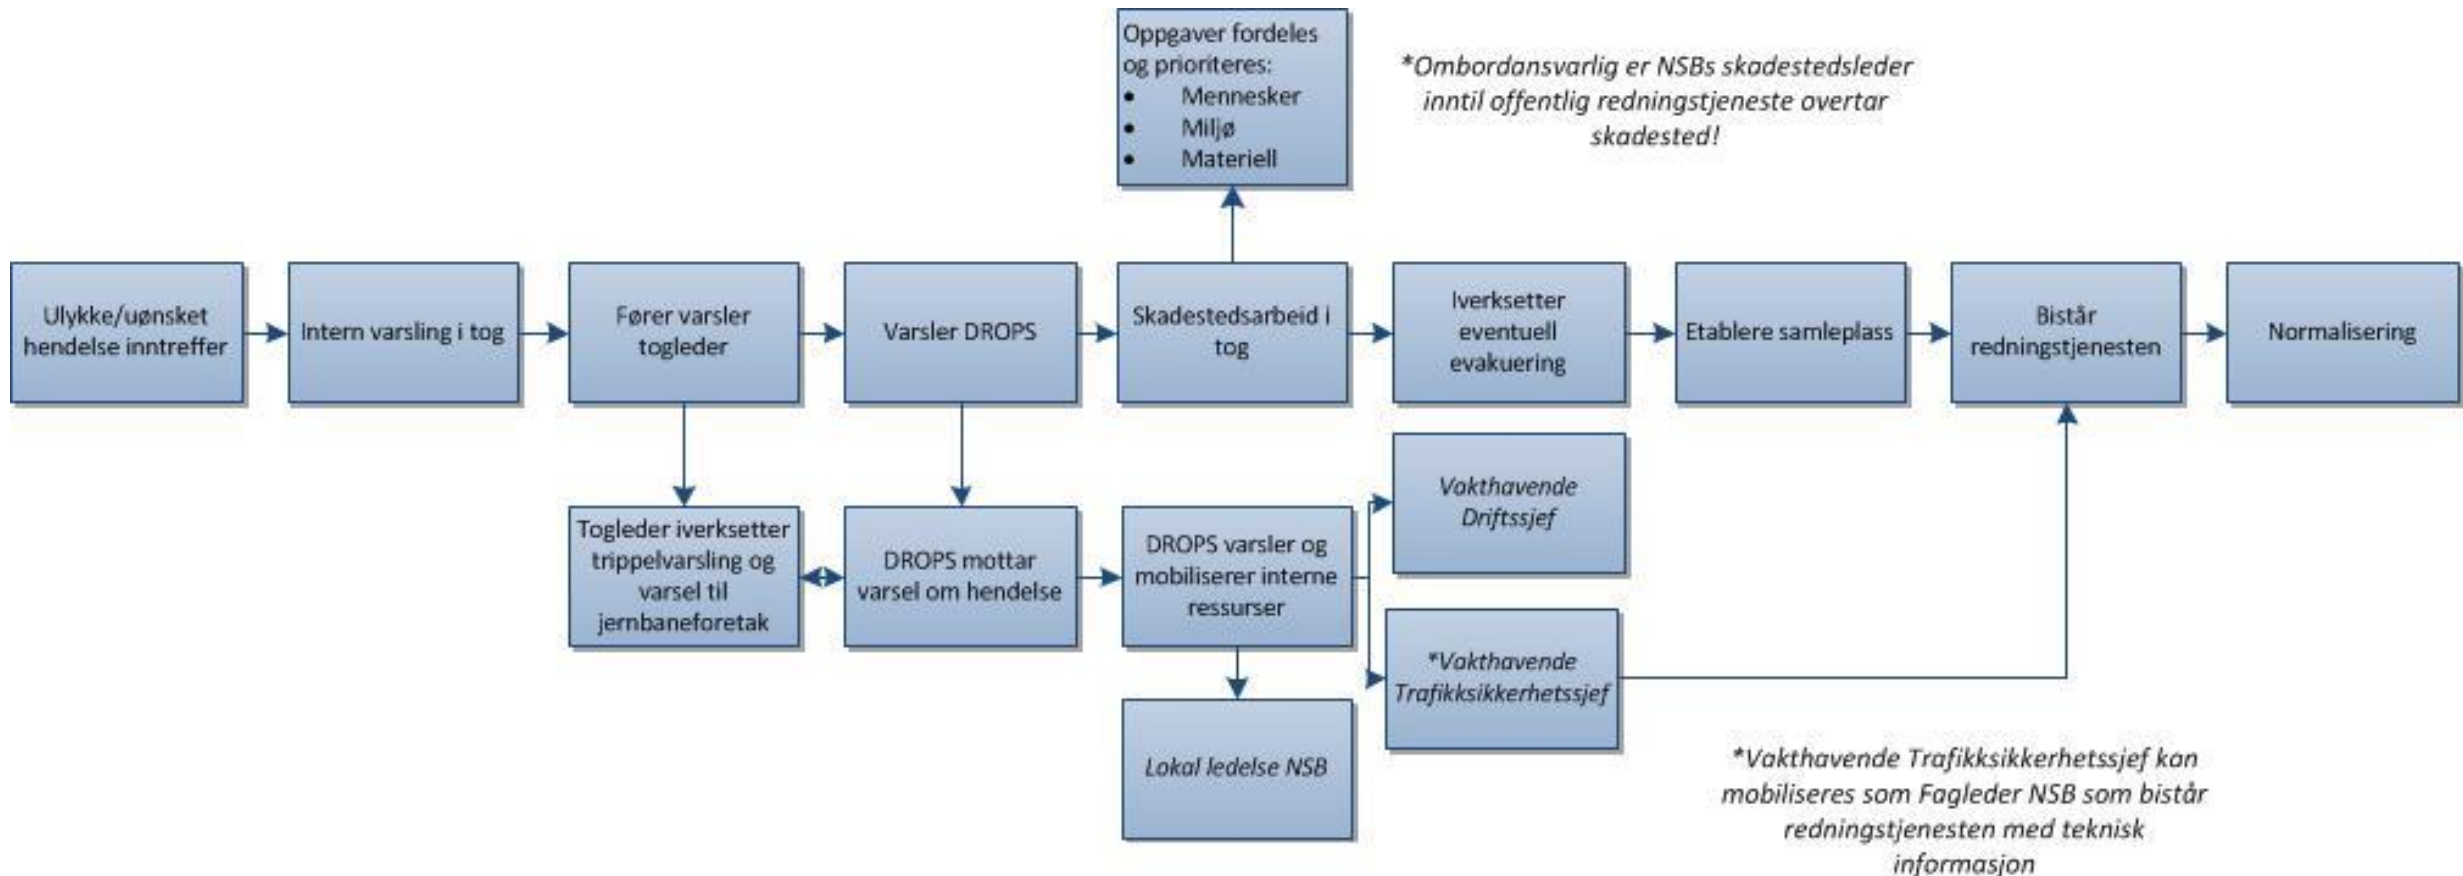 Oppgaver fordeles
og prioriteres:
• Mennesker
• Miljø
• Materiell
*Ombordansvarlig er NSBs skadestedsleder
inntil offentlig redningstjeneste overtar
skadested!
Ulykke/uønsket
hendelse inntreffer
Intern varsling i tog
Fører varsler
togleder
Varsler DROPS
Skadestedsarbeid i
tog
Iverksetter
eventuell
evakuering
Etablere samleplass
Bistår
redningstjenesten
Normalisering
Togleder iverksetter
trippelvarsling og
varsel til
jernbaneforetak
DROPS mottar
varsel om hendelse
DROPS varsler og
mobiliserer interne
ressurser
Vakthavende
Driftssjef
*Vakthavende
Trafikksikkerhetssjef
Lokal ledelse NSB
*Vakthavende Trafikksikkerhetssjef kan
mobiliseres som Fagleder NSB som bistår
redningstjenesten med teknisk
informasjon